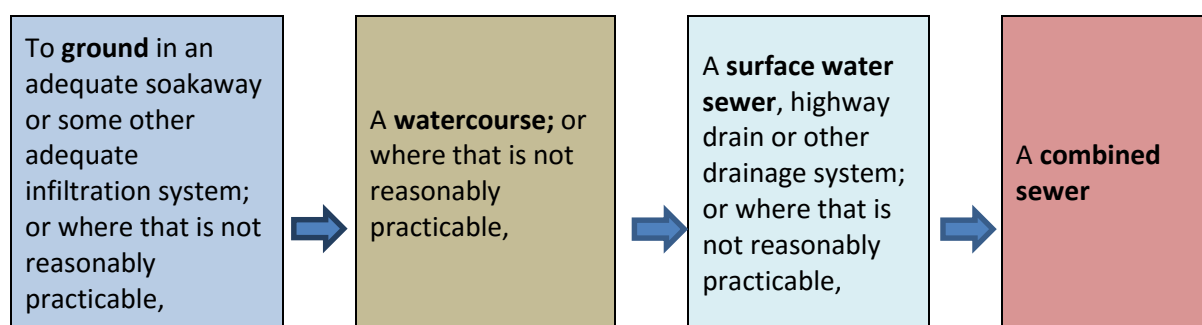 To ground in an
adequate soakaway
or some other
adequate
infiltration system;
or where that is not
reasonably
practicable,
A watercourse; or
where that is not
reasonably
practicable,
A surface water
sewer, highway
drain or other
drainage system;
or where that is
not reasonably
practicable,
A combined
sewer